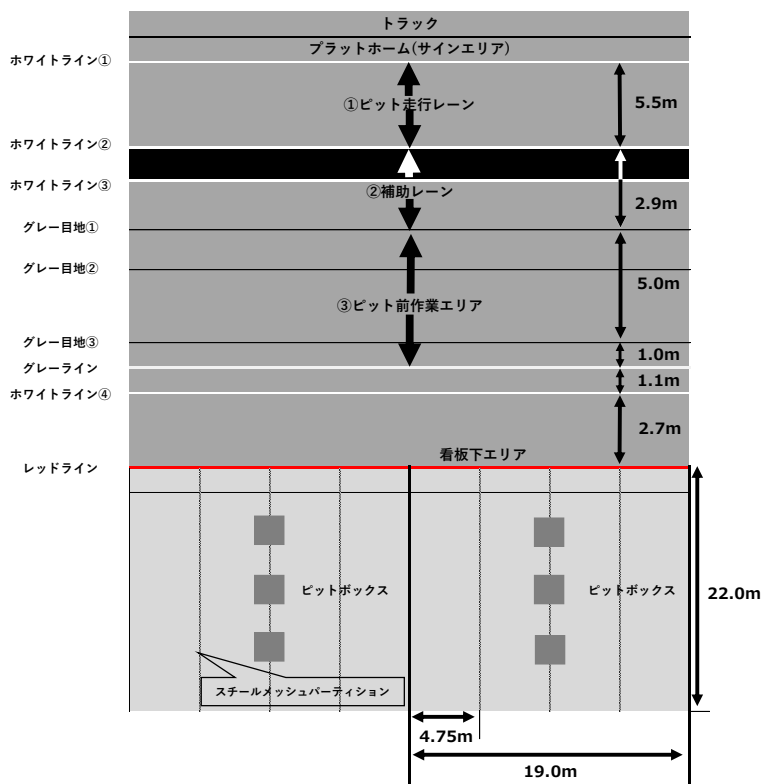 トラック
プラットホーム(サインエリア)
ホワイトライン①
①ピット走行レーン
5.5m
ホワイトライン②
ホワイトライン③
②補助レーン
2.9m
グレー目地①
グレー目地②
5.0m
③ピット前作業エリア
グレー目地③
1.0m
グレーライン
1.1m
ホワイトライン④
2.7m
看板下エリア
レッドライン
ピットボックス
ピットボックス
22.0m
スチールメッシュパーティション
4.75m
19.0m